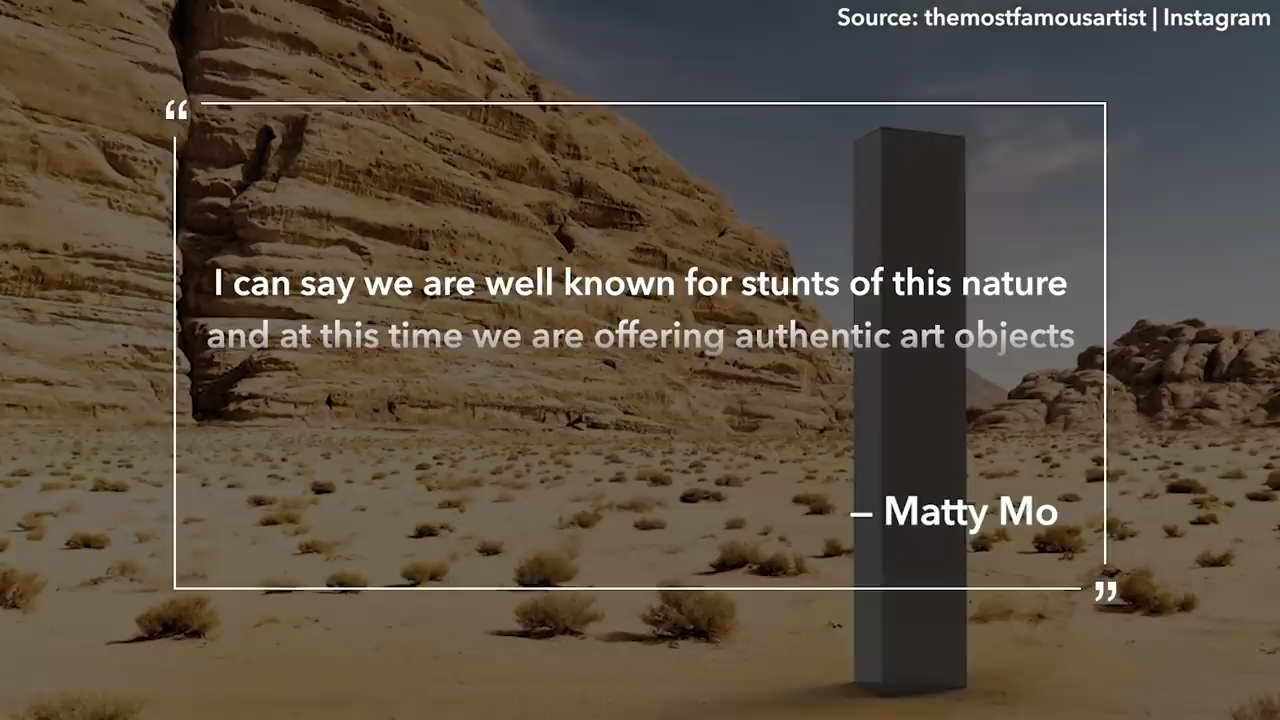 Source: themostfamousartist | Instagram
“
I can say we are well known for stunts of this nature
and at this time we are offering authentic art objects
– Matty Mo
”